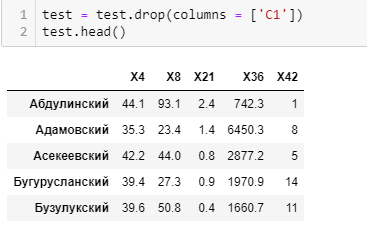 1 test = test.drop(columns = ['C1'])
2 test.head()
X4 X8 X21 X36 X42
Абдулинский 44.1 93.1 2.4 742.3 1
Адамовский 35.3 23.4 1.4 6450.3 8
Асекеевский 42.2 44.0 0.8 2877.2 5
Бугурусланский 39.4 27.3 0.9 1970.9 14
Бузулукский 39.6 50.8 0.4 1660.7 11